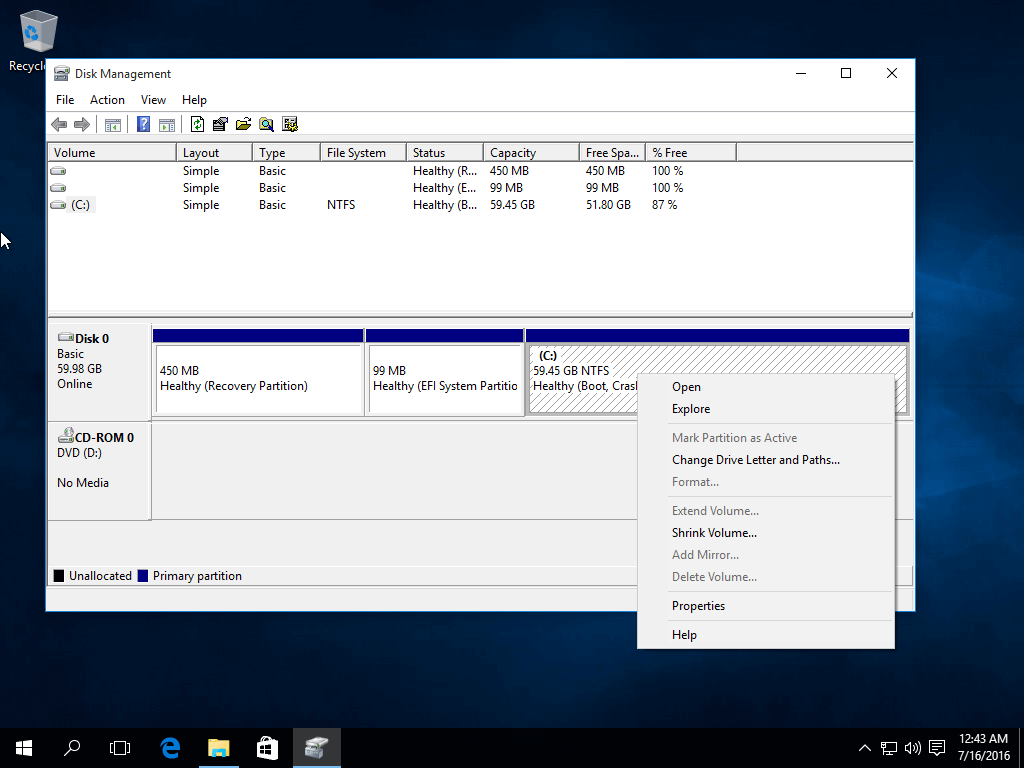 Recycl
Disk Management
File Action View Help
Volume Layout Type File System Status Capacity Free Spa... % Free
Simple Basic Healthy (R... 450 MB 450 MB 100 %
Simple Basic Healthy (E... 99 MB 99 MB 100 %
(C:) Simple Basic NTFS Healthy (B... 59.45 GB 51.80 GB 87 %
Disk 0
Basic
59.98 GB
Online
450 MB
Healthy (Recovery Partition)
99 MB
Healthy (EFI System Partitio
(C:)
59.45 GB NTFS
Healthy (Boot, Crash
CD-ROM 0
DVD (D:)
No Media
Unallocated Primary partition
Open
Explore
Mark Partition as Active
Change Drive Letter and Paths...
Format...
Extend Volume...
Shrink Volume...
Add Mirror...
Delete Volume...
Properties
Help
12:43 AM
7/16/2016